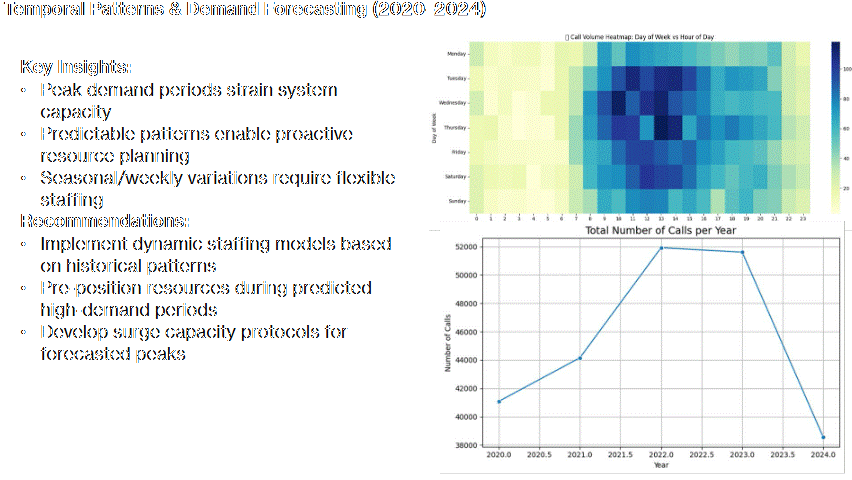 Temporal Patterns & Demand Forecasting (2020-2024)
Key Insights:
• Peak demand periods strain system
capacity
• Predictable patterns enable proactive
resource planning
• Seasonal/weekly variations require flexible
staffing
Recommendations:
• Implement dynamic staffing models based
on historical patterns
• Pre-position resources during predicted
high-demand periods
• Develop surge capacity protocols for
forecasted peaks
Call Volume Heatmap: Day of Week vs Hour of Day
Day of Week
Monday
Tuesday
Wednesday
Thursday
Friday
Saturday
Sunday
0 1 2 3 4 5 6 7 8 9 10 11 12 13 14 15 16 17 18 19 20 21 22 23
100
80
60
40
20
Total Number of Calls per Year
Number of Calls
52000
50000
48000
46000
44000
42000
40000
38000
2020.0 2020.5 2021.0 2021.5 2022.0 2022.5 2023.0 2023.5 2024.0
Year